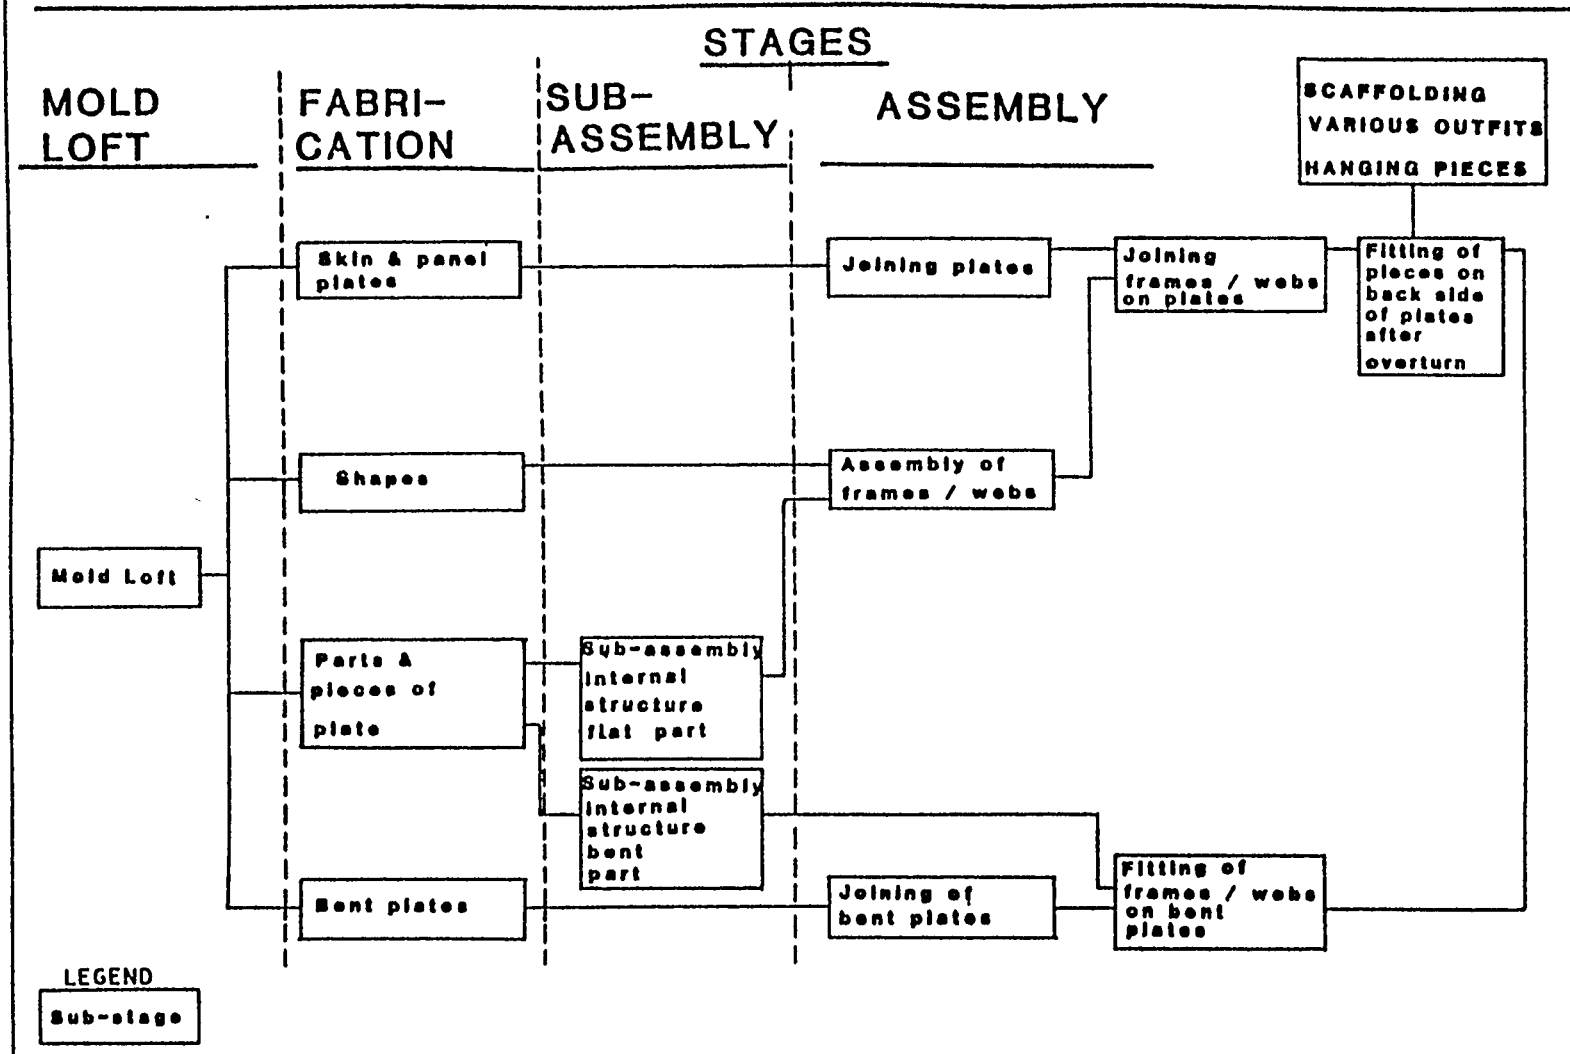 STAGES
MOLD
LOFT
FABRI-
CATION
SUB-
ASSEMBLY
ASSEMBLY
SCAFFOLDING
VARIOUS OUTFITS
HANGING PIECES
Skin & panel
plates
Joining plates
Joining
frames / webs
on plates
Fitting of
pieces on
back side
of plates
after
overturn
Shapes
Assembly of
frames / webs
Mold Loft
Parts &
pieces of
plate
Sub-assembly
internal
structure
flat part
Sub-assembly
internal
structure
bent
part
Bent plates
Joining of
bent plates
Fitting of
frames / webs
on bent
plates
LEGEND
Sub-stage